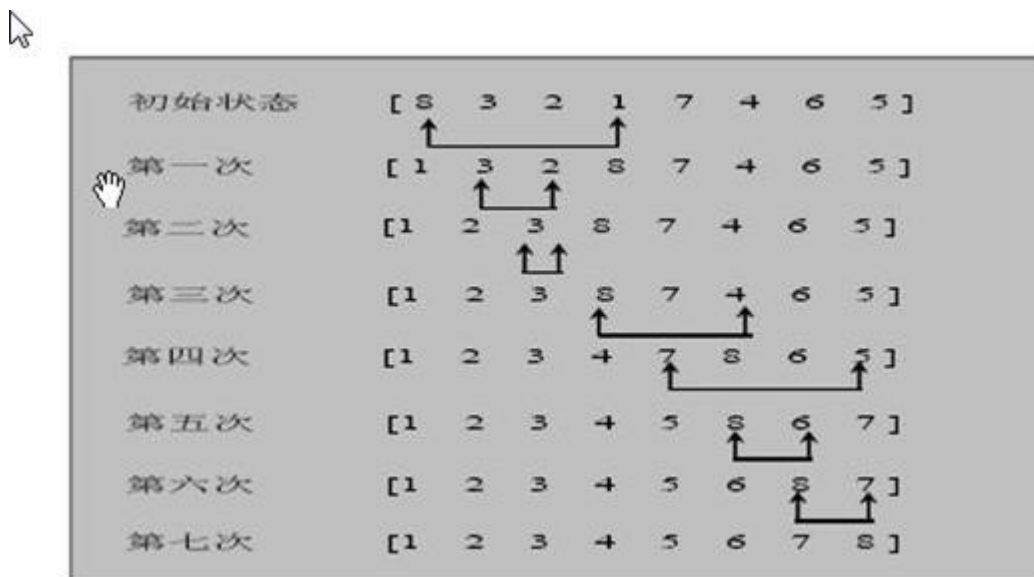 初始状态 [ 8 3 2 1 7 4 6 5 ]
第一次 [ 1 3 2 8 7 4 6 5 ]
第二次 [1 2 3 8 7 4 6 5 ]
第三次 [1 2 3 8 7 4 6 5 ]
第四次 [1 2 3 4 7 8 6 5 ]
第五次 [1 2 3 4 5 8 6 7 ]
第六次 [1 2 3 4 5 6 8 7 ]
第七次 [1 2 3 4 5 6 7 8 ]